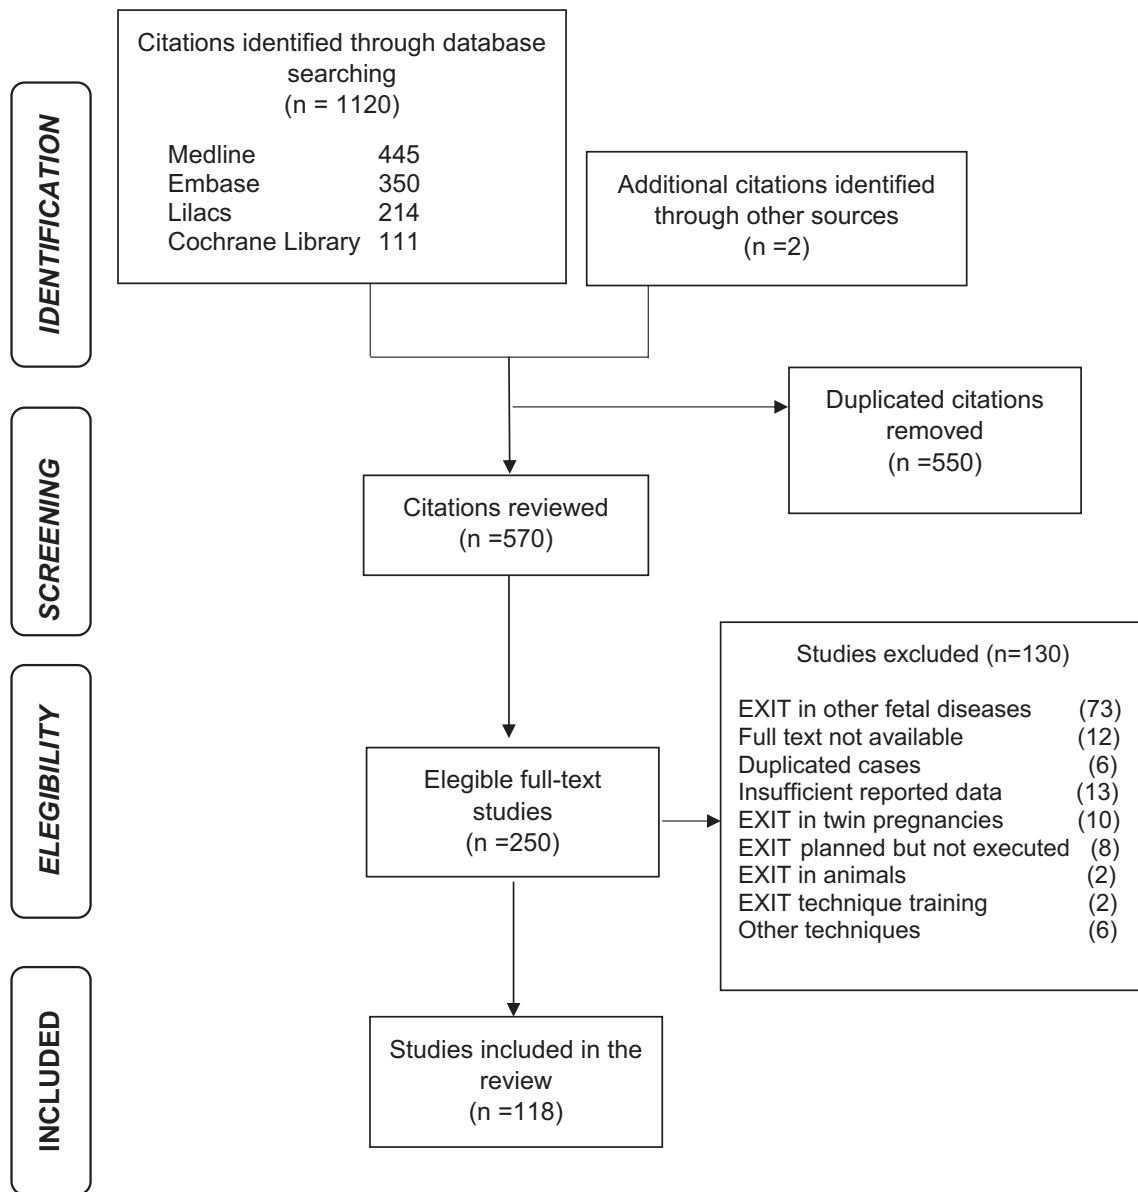 IDENTIFICATION
Citations identified through database
searching
(n = 1120)
Medline 445
Embase 350
Lilacs 214
Cochrane Library 111
Additional citations identified
through other sources
(n =2)
Duplicated citations
removed
(n =550)
SCREENING
Citations reviewed
(n =570)
ELEGIBILITY
Elegible full-text
studies
(n =250)
Studies excluded (n=130)
EXIT in other fetal diseases (73)
Full text not available (12)
Duplicated cases (6)
Insufficient reported data (13)
EXIT in twin pregnancies (10)
EXIT planned but not executed (8)
EXIT in animals (2)
EXIT technique training (2)
Other techniques (6)
INCLUDED
Studies included in the
review
(n =118)